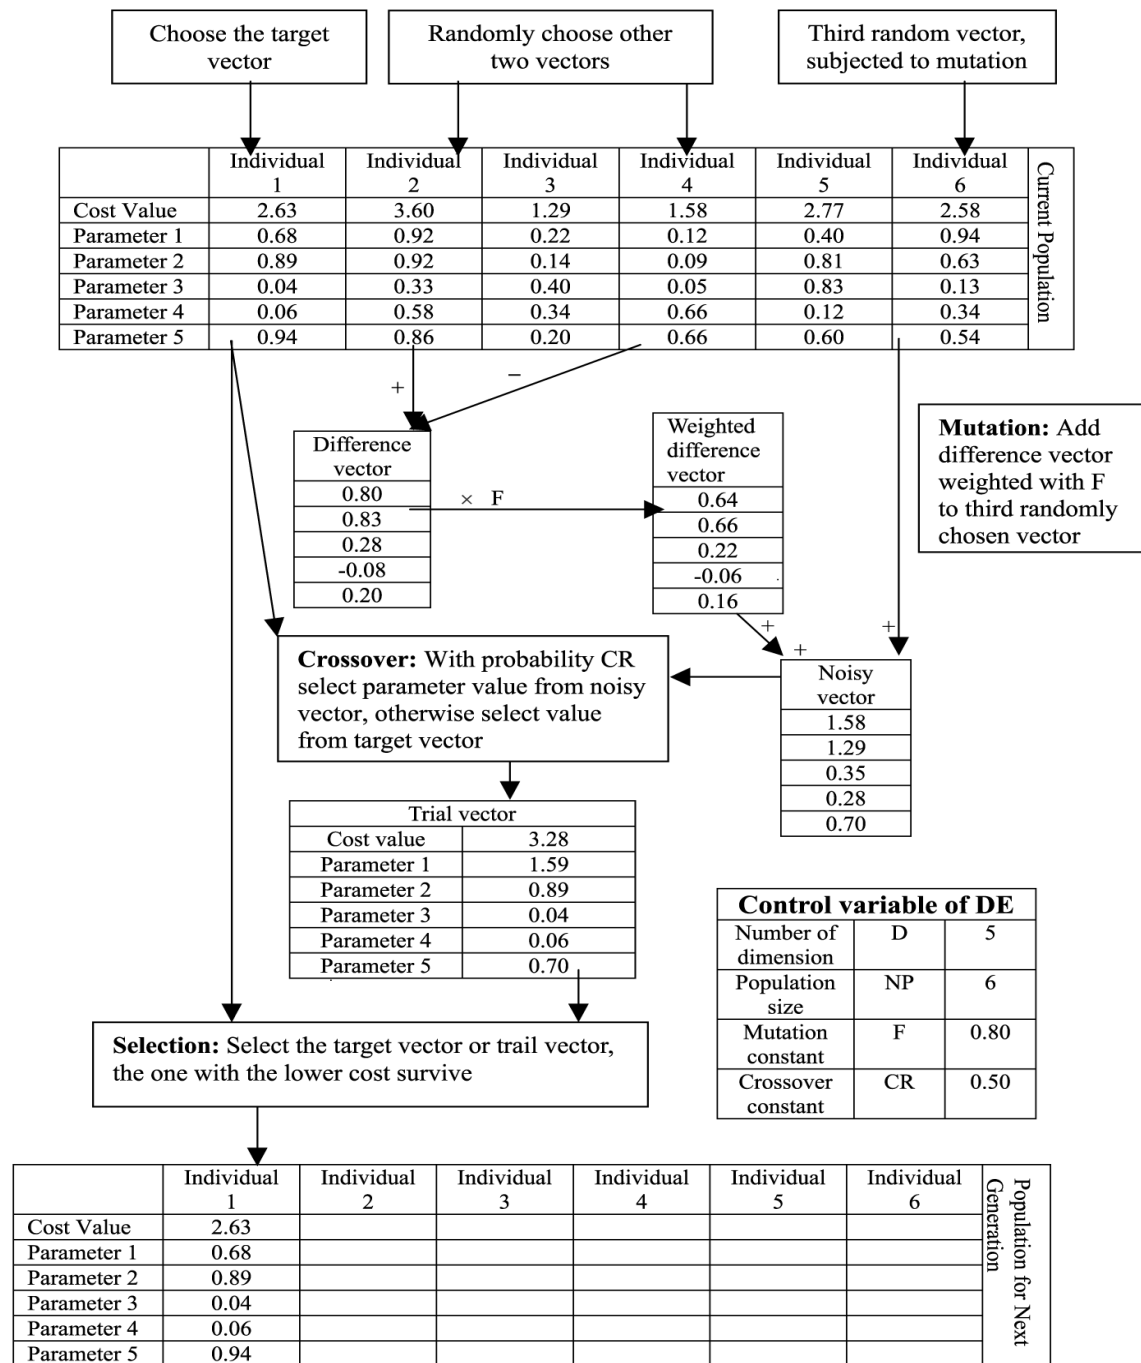 Choose the target
vector
Randomly choose other
two vectors
Third random vector,
subjected to mutation
Individual 1 Individual 2 Individual 3 Individual 4 Individual 5 Individual 6
Cost Value 2.63 3.60 1.29 1.58 2.77 2.58
Parameter 1 0.68 0.92 0.22 0.12 0.40 0.94
Parameter 2 0.89 0.92 0.14 0.09 0.81 0.63
Parameter 3 0.04 0.33 0.40 0.05 0.83 0.13
Parameter 4 0.06 0.58 0.34 0.66 0.12 0.34
Parameter 5 0.94 0.86 0.20 0.66 0.60 0.54
Current Population
+
−
Difference
vector
0.80
0.83
0.28
-0.08
0.20
× F
Weighted
difference
vector
0.64
0.66
0.22
-0.06
0.16
Mutation: Add
difference vector
weighted with F
to third randomly
chosen vector
+
+
+
Crossover: With probability CR
select parameter value from noisy
vector, otherwise select value
from target vector
Noisy
vector
1.58
1.29
0.35
0.28
0.70
Trial vector
Cost value 3.28
Parameter 1 1.59
Parameter 2 0.89
Parameter 3 0.04
Parameter 4 0.06
Parameter 5 0.70
Control variable of DE
Number of dimension D 5
Population size NP 6
Mutation constant F 0.80
Crossover constant CR 0.50
Selection: Select the target vector or trail vector,
the one with the lower cost survive
Individual 1 Individual 2 Individual 3 Individual 4 Individual 5 Individual 6
Cost Value 2.63
Parameter 1 0.68
Parameter 2 0.89
Parameter 3 0.04
Parameter 4 0.06
Parameter 5 0.94
Population for Next
Generation